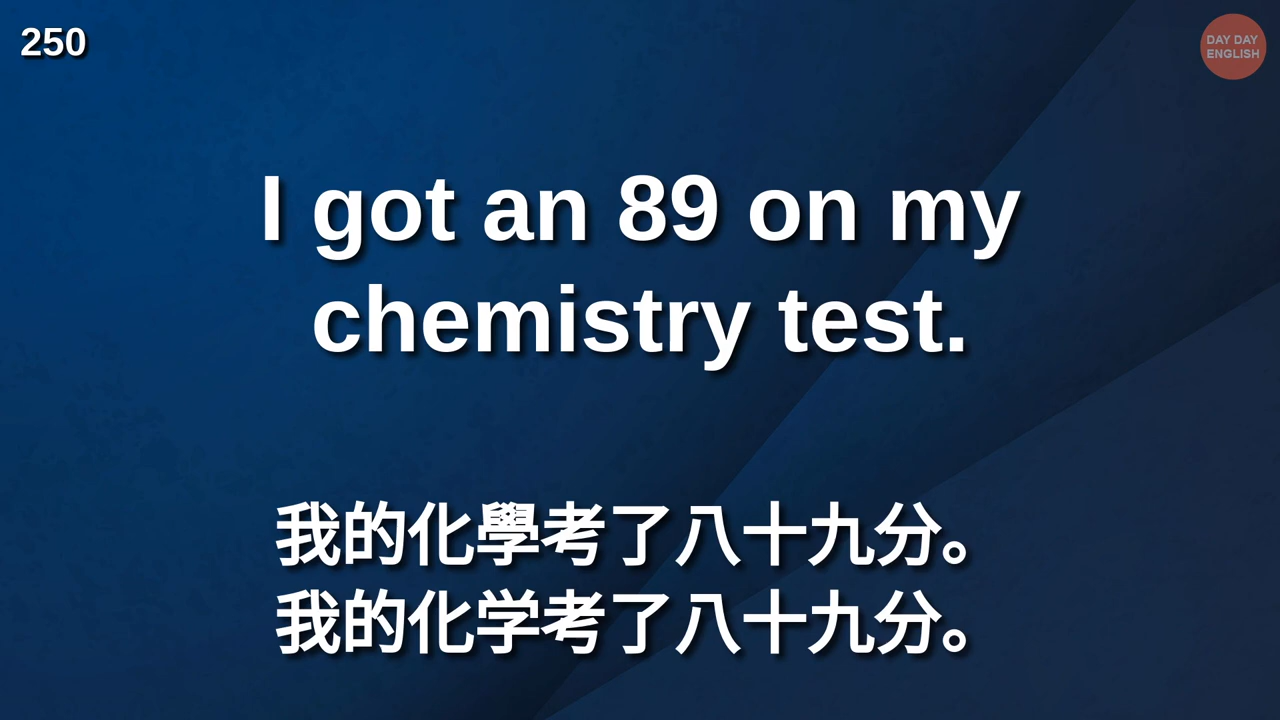 250
DAY DAY
ENGLISH
I got an 89 on my
chemistry test.
我的化學考了八十九分。
我的化学考了八十九分。